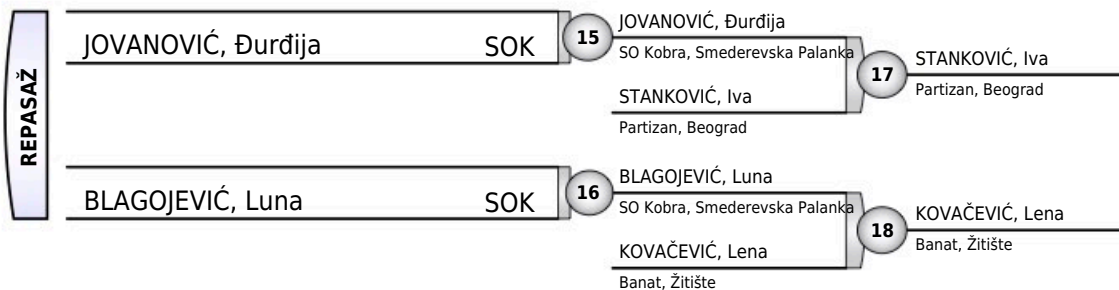 REPASAŽ
JOVANOVIĆ, Đurđija SOK
15
JOVANOVIĆ, Đurđija
SO Kobra, Smederevska Palanka
STANKOVIĆ, Iva
Partizan, Beograd
17
STANKOVIĆ, Iva
Partizan, Beograd
BLAGOJEVIĆ, Luna SOK
16
BLAGOJEVIĆ, Luna
SO Kobra, Smederevska Palanka
KOVAČEVIĆ, Lena
Banat, Žitište
18
KOVAČEVIĆ, Lena
Banat, Žitište